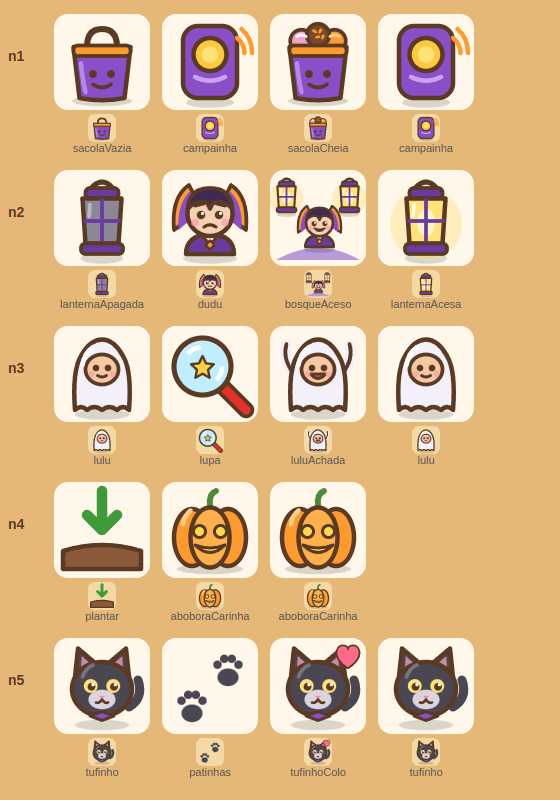 n1
sacolaVazia campainha sacolaCheia campainha
n2
lanternaApagada dudu bosqueAceso lanternaAcesa
n3
lulu lupa luluAchada lulu
n4
plantar aboboraCarinha aboboraCarinha
n5
tufinho patinhas tufinhoColo tufinho